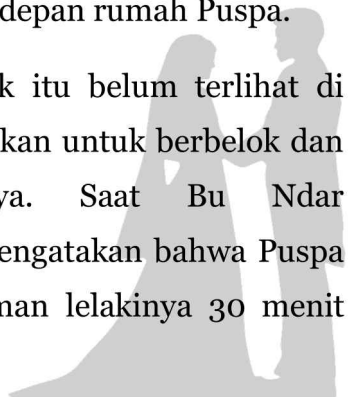 depan rumah Puspa.
k itu belum terlihat di
kan untuk berbelok dan
ya. Saat Bu Ndar
engatakan bahwa Puspa
man lelakinya 30 menit